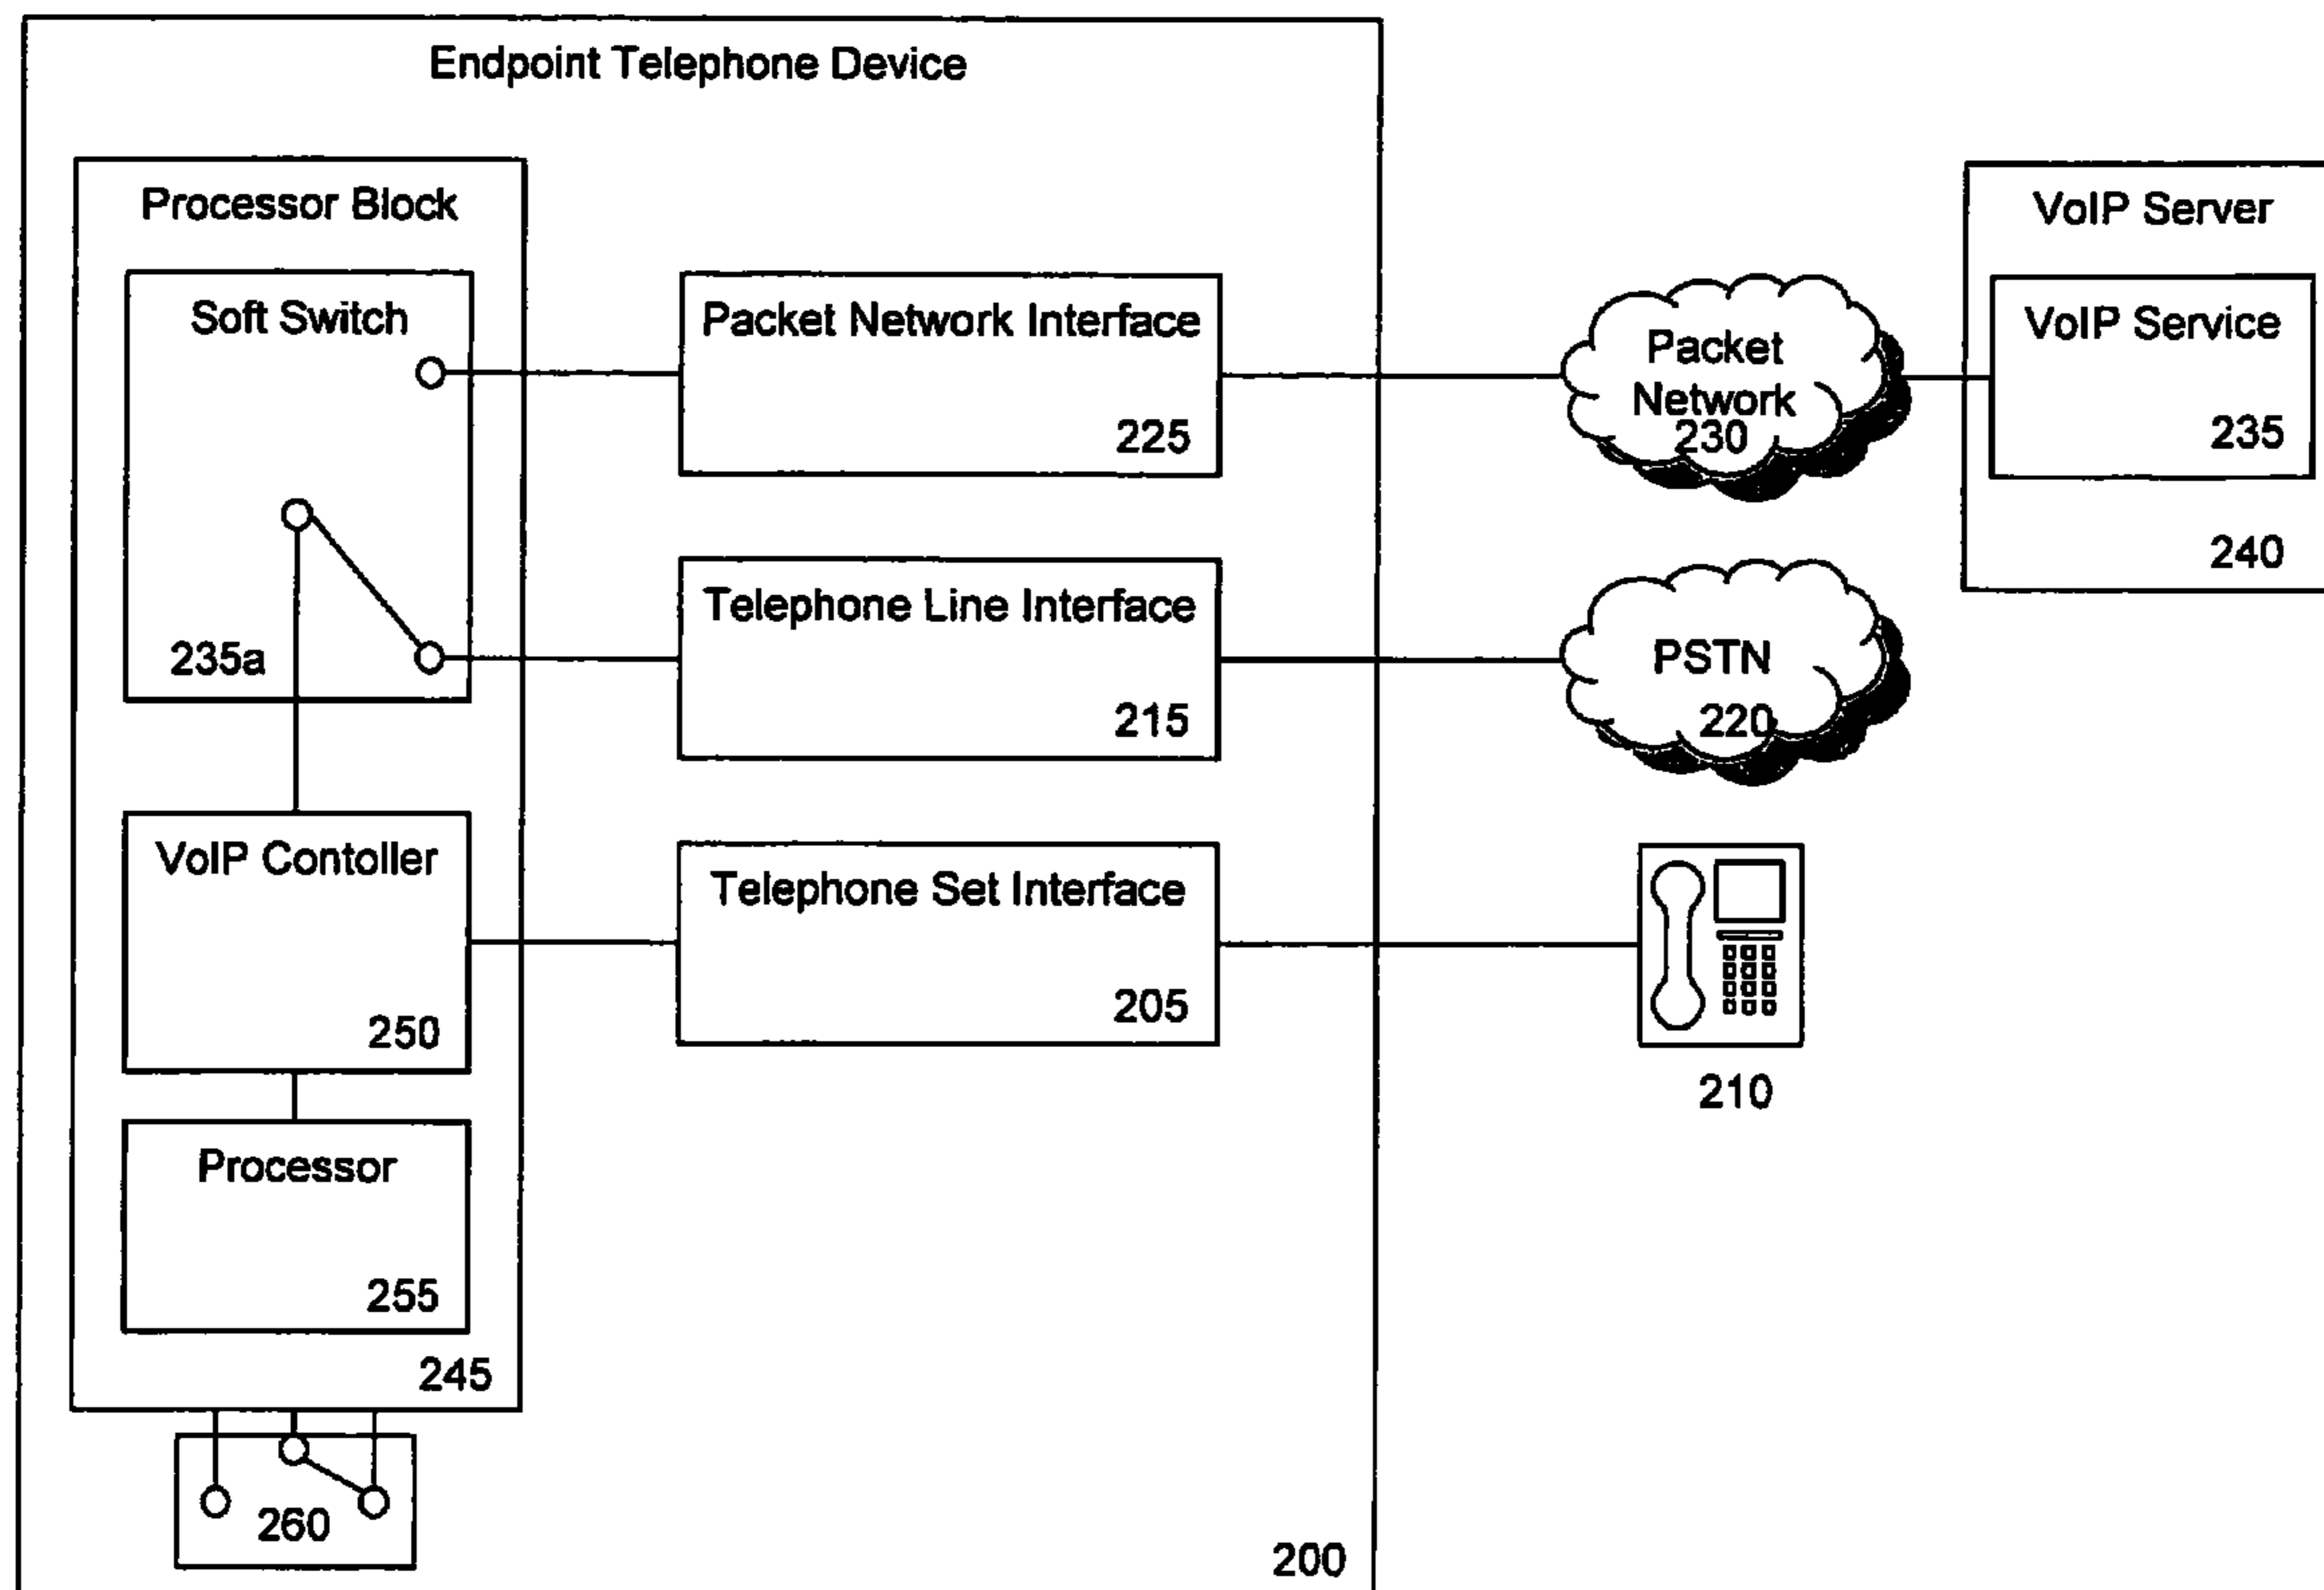 Endpoint Telephone Device
Processor Block
VoIP Server
Soft Switch
Packet Network Interface
Packet
Network
230
VoIP Service
225
235
240
Telephone Line Interface
235a
PSTN
215
220
VoIP Contoller
Telephone Set Interface
250
205
210
Processor
255
245
260
200